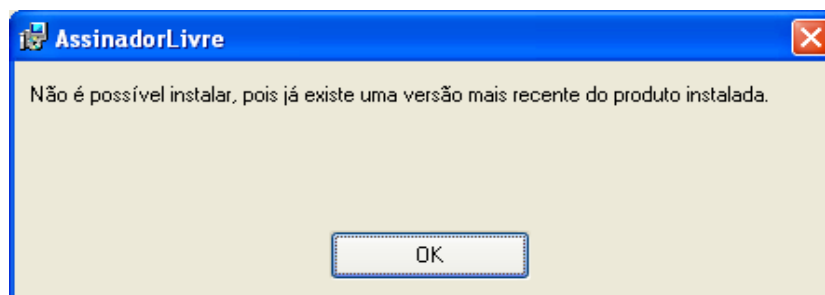 AssinadorLivre
Não é possível instalar, pois já existe uma versão mais recente do produto instalada.
OK